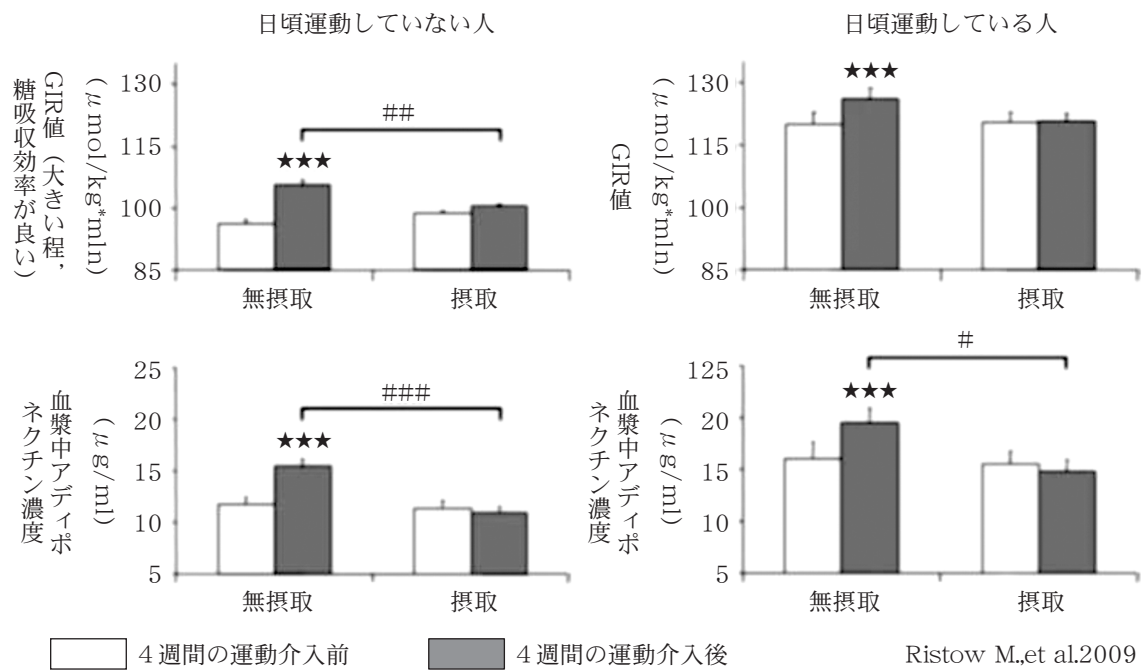 日頃運動していない人
日頃運動している人
GIR値（大きい程，
糖吸収効率が良い）
(μmol/kg*mln)
130
115
100
85
★★★
##
無摂取
摂取
GIR値
(μmol/kg*mln)
130
115
100
85
★★★
無摂取
摂取
血漿中アディポ
ネクチン濃度
(μg/ml)
25
20
15
10
5
★★★
###
無摂取
摂取
血漿中アディポ
ネクチン濃度
(μg/ml)
125
20
15
10
5
★★★
#
無摂取
摂取
４週間の運動介入前
４週間の運動介入後
Ristow M.,et al.2009